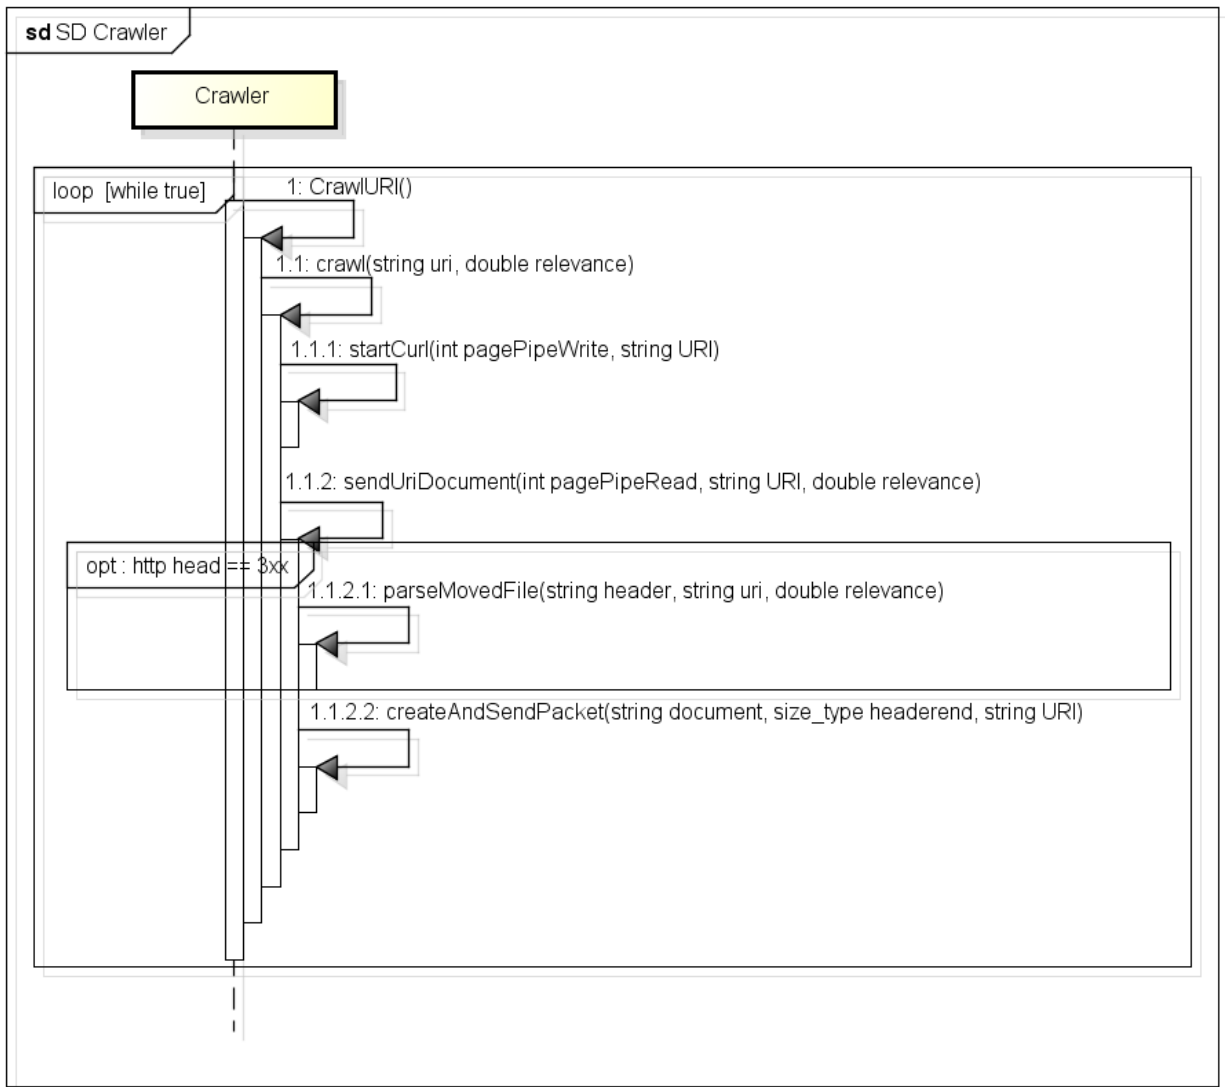 sd SD Crawler
Crawler
loop [while true]
1: CrawlURI()
1.1: crawl(string uri, double relevance)
1.1.1: startCurl(int pagePipeWrite, string URI)
1.1.2: sendUriDocument(int pagePipeRead, string URI, double relevance)
opt : http head == 3xx
1.1.2.1: parseMovedFile(string header, string uri, double relevance)
1.1.2.2: createAndSendPacket(string document, size_type headerend, string URI)